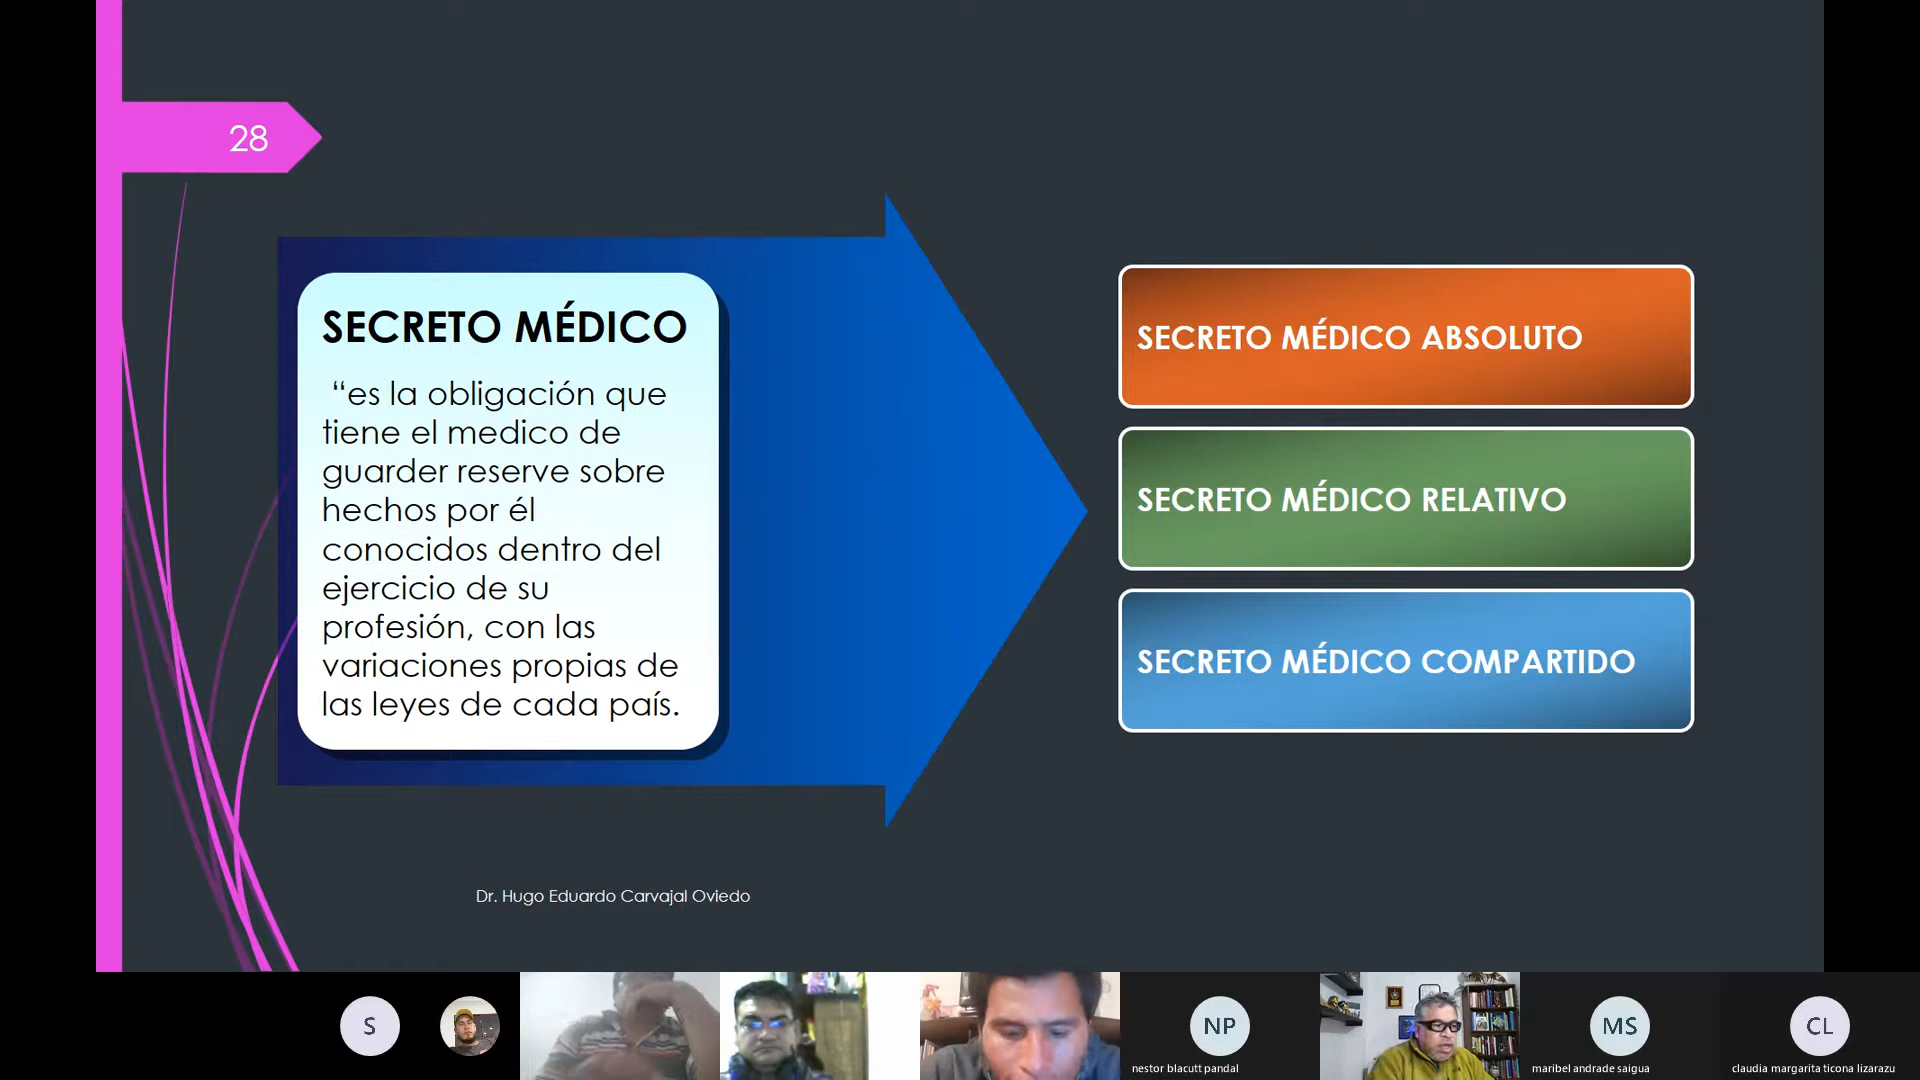 28
SECRETO MÉDICO
“es la obligación que
tiene el medico de
guarder reserve sobre
hechos por él
conocidos dentro del
ejercicio de su
profesión, con las
variaciones propias de
las leyes de cada país.
SECRETO MÉDICO ABSOLUTO
SECRETO MÉDICO RELATIVO
SECRETO MÉDICO COMPARTIDO
Dr. Hugo Eduardo Carvajal Oviedo
S
NP
nestor blacutt pandal
MS
maribel andrade saigua
CL
claudia margarita ticona lizarazu